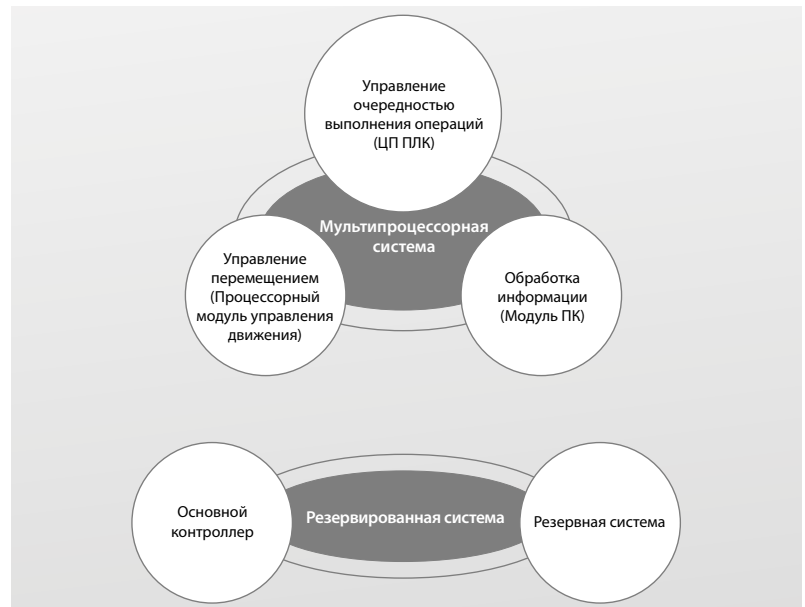 Управление
очередностью
выполнения операций
(ЦП ПЛК)
Мультипроцессорная
система
Управление
перемещением
(Процессорный
модуль управления
движения)
Обработка
информации
(Модуль ПК)
Основной
контроллер
Резервированная система
Резервная система